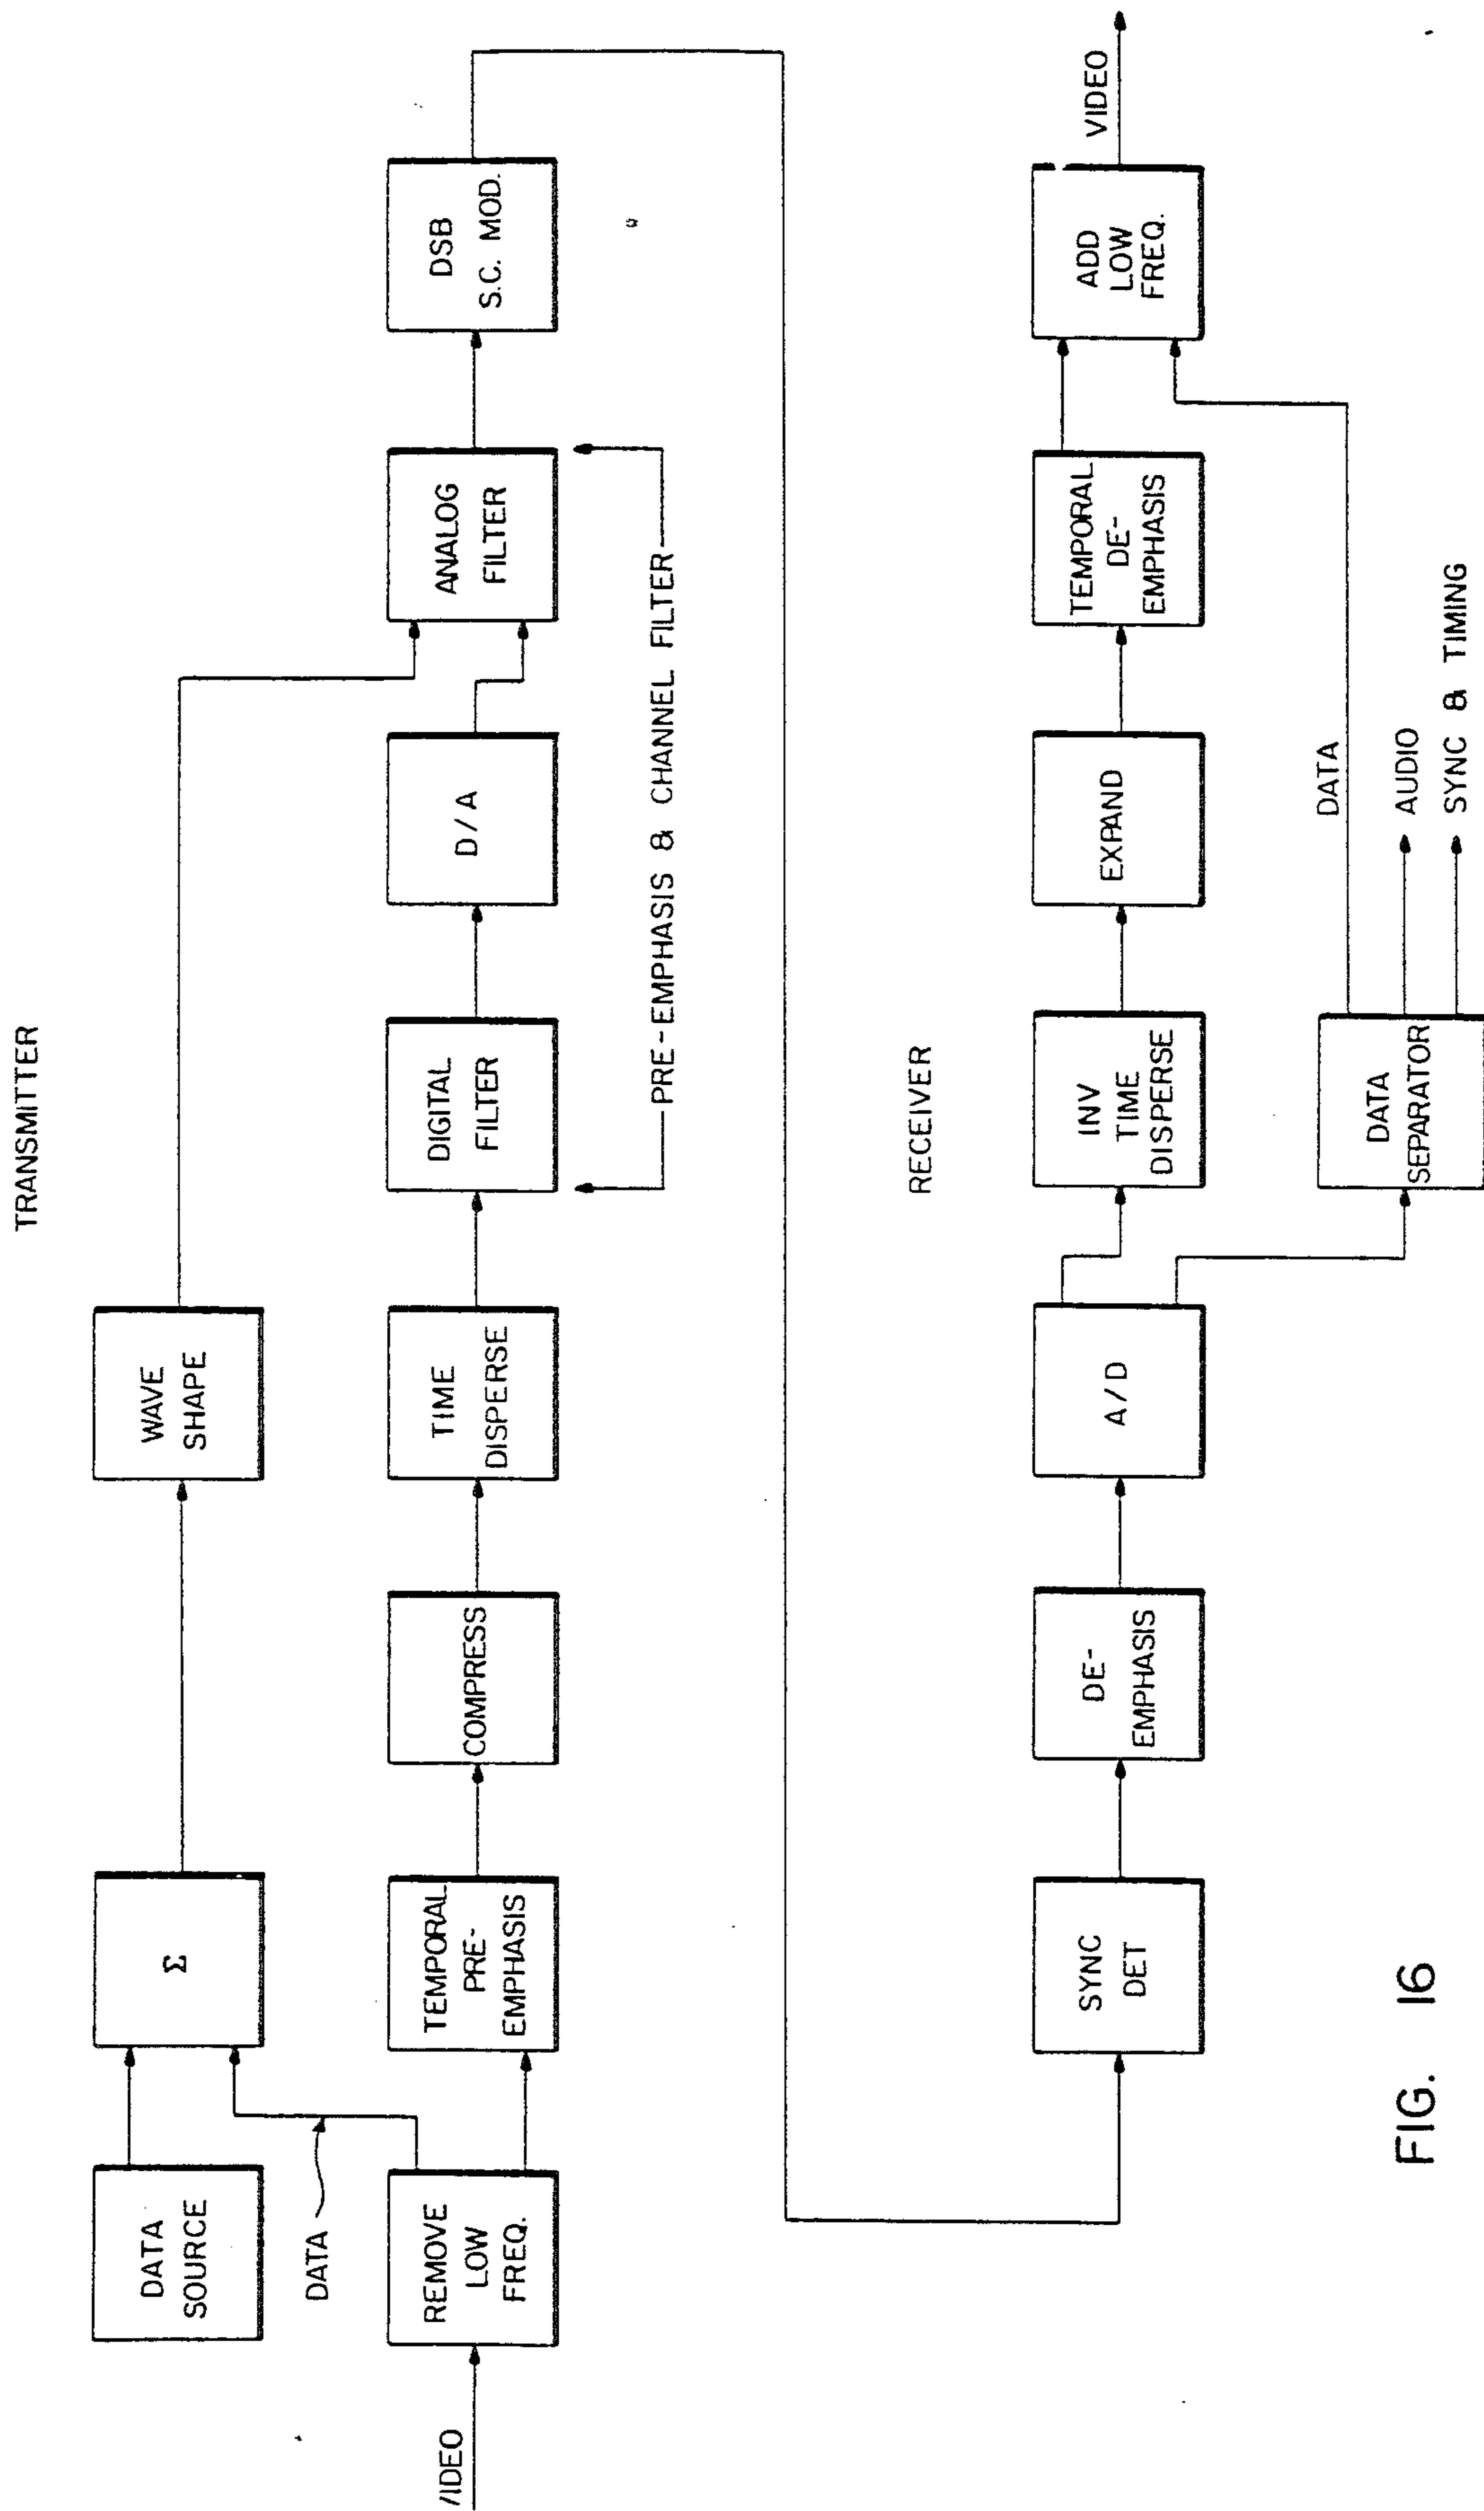 TRANSMITTER
DATA
SOURCE
Σ
WAVE
SHAPE
DATA
VIDEO
REMOVE
LOW
FREQ.
TEMPORAL
PRE-
EMPHASIS
COMPRESS
TIME
DISPERSE
DIGITAL
FILTER
D/A
ANALOG
FILTER
DSB
S.C. MOD.
PRE-EMPHASIS & CHANNEL FILTER
RECEIVER
SYNC
DET
DE-
EMPHASIS
A/D
INV
TIME
DISPERSE
EXPAND
TEMPORAL
DE-
EMPHASIS
ADD
LOW
FREQ.
VIDEO
DATA
SEPARATOR
DATA
AUDIO
SYNC & TIMING
FIG. 16